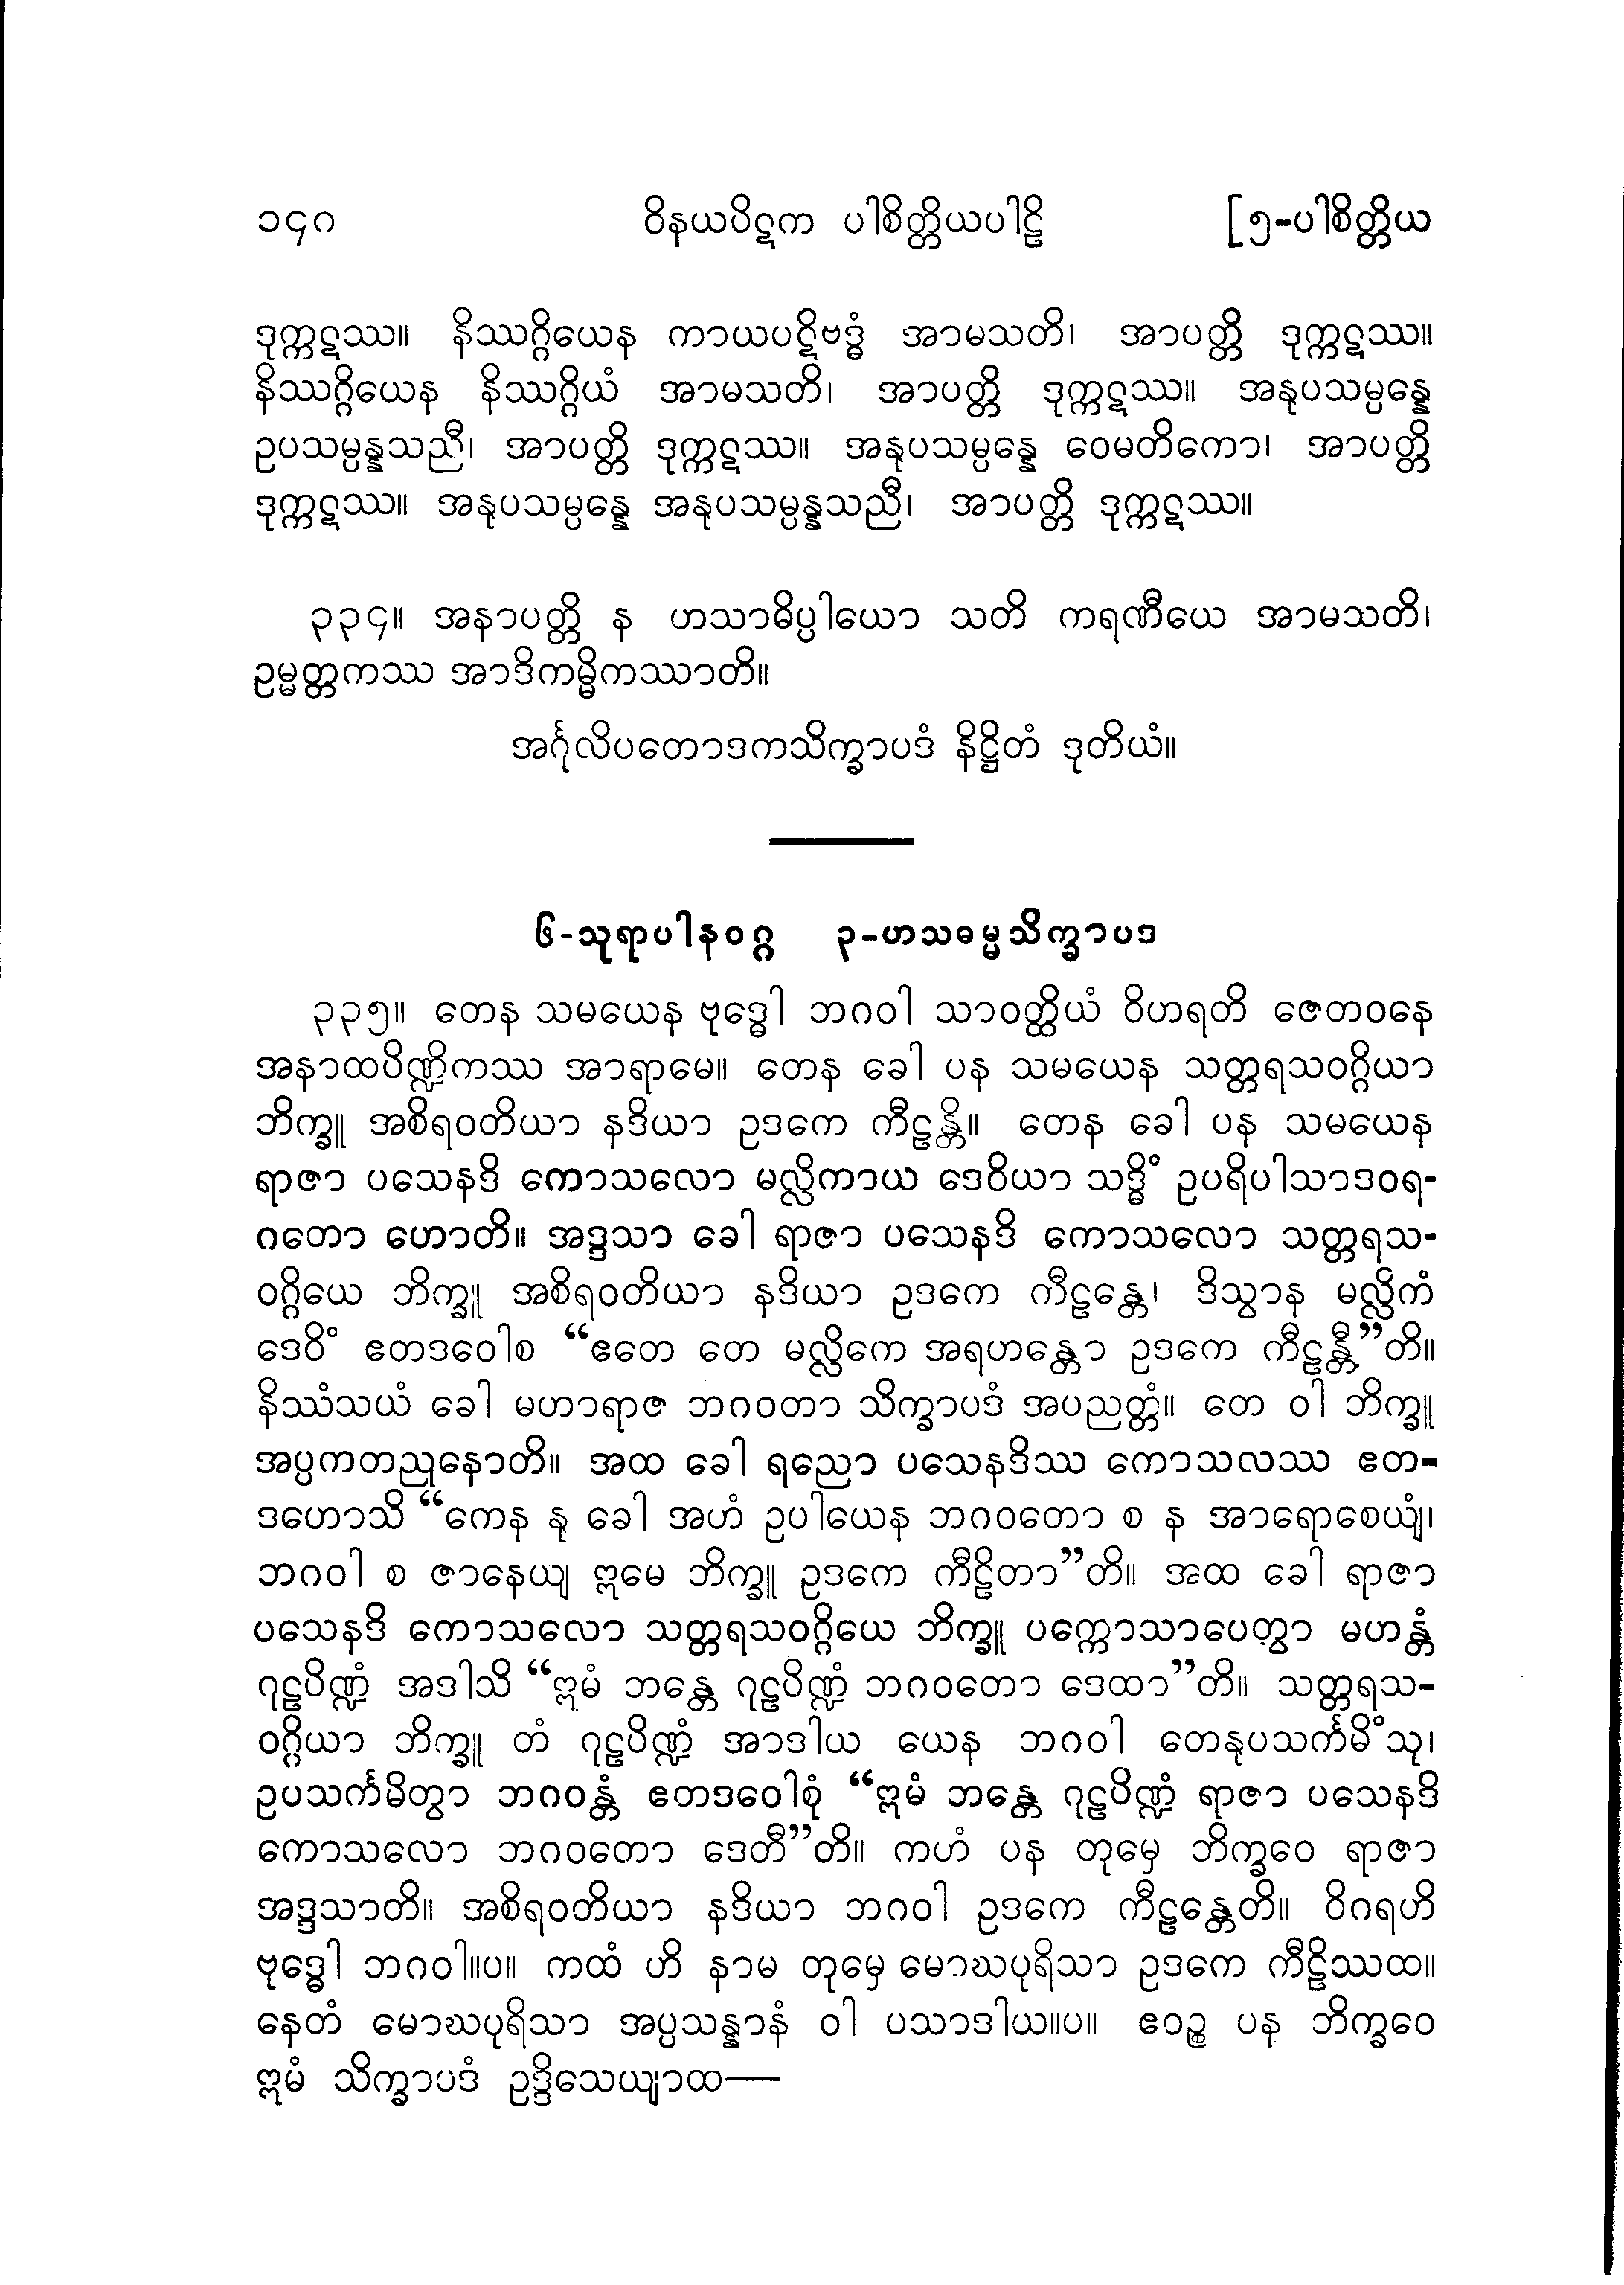 ၁၄၀ ဝိနယပိဋက ပါစိတ္တိယပါဠိ [၅-ပါစိတ္တိယ
ဒုက္ကဋဿ။ နိဿဂ္ဂိယေန ကာယပဋိဗဒ္ဓံ အာမသတိ၊ အာပတ္တိ ဒုက္ကဋဿ။
နိဿဂ္ဂိယေန နိဿဂ္ဂိယံ အာမသတိ၊ အာပတ္တိ ဒုက္ကဋဿ။ အနုပသမ္ပန္နေ
ဥပသမ္ပန္နသညီ၊ အာပတ္တိ ဒုက္ကဋဿ။ အနုပသမ္ပန္နေ ဝေမတိကော၊ အာပတ္တိ
ဒုက္ကဋဿ။ အနုပသမ္ပန္နေ အနုပသမ္ပန္နသညီ၊ အာပတ္တိ ဒုက္ကဋဿ။
၃၃၄။ အနာပတ္တိ န ဟသာဓိပ္ပါယော သတိ ကရဏီယေ အာမသတိ၊
ဥမ္မတ္တကဿ အာဒိကမ္မိကဿာတိ။
အင်္ဂုလိပတောဒကသိက္ခာပဒံ နိဋ္ဌိတံ ဒုတိယံ။
၆-သုရာပါနဝဂ္ဂ ၃-ဟသဓမ္မသိက္ခာပဒ
၃၃၅။ တေန သမယေန ဗုဒ္ဓေါ ဘဂဝါ သာဝတ္ထိယံ ဝိဟရတိ ဇေတဝနေ
အနာထပိဏ္ဍိကဿ အာရာမေ။ တေန ခေါ ပန သမယေန သတ္တရသဝဂ္ဂိယာ
ဘိက္ခူ အစိရဝတိယာ နဒိယာ ဥဒကေ ကီဠန္တိ။ တေန ခေါ ပန သမယေန
ရာဇာ ပသေနဒိ ကောသလော မလ္လိကာယ ဒေဝိယာ သဒ္ဓိံ ဥပရိပါသာဒဝရ-
ဂတော ဟောတိ။ အဒ္ဒသာ ခေါ ရာဇာ ပသေနဒိ ကောသလော သတ္တရသ-
ဝဂ္ဂိယေ ဘိက္ခူ အစိရဝတိယာ နဒိယာ ဥဒကေ ကီဠန္တေ၊ ဒိသွာန မလ္လိကံ
ဒေဝိံ ဧတဒဝေါစ “ဧတေ တေ မလ္လိကေ အရဟန္တော ဥဒကေ ကီဠန္တီ”တိ။
နိဿံသယံ ခေါ မဟာရာဇ ဘဂဝတာ သိက္ခာပဒံ အပညတ္တံ။ တေ ဝါ ဘိက္ခူ
အပ္ပကတညုနောတိ။ အထ ခေါ ရညော ပသေနဒိဿ ကောသလဿ ဧတ-
ဒဟောသိ “ကေန နု ခေါ အဟံ ဥပါယေန ဘဂဝတော စ န အာရောစေယျံ၊
ဘဂဝါ စ ဇာနေယျ ဣမေ ဘိက္ခူ ဥဒကေ ကီဠိတာ”တိ။ အထ ခေါ ရာဇာ
ပသေနဒိ ကောသလော သတ္တရသဝဂ္ဂိယေ ဘိက္ခူ ပက္ကောသာပေတွာ မဟန္တံ
ဂုဠပိဏ္ဍံ အဒါသိ “ဣမံ ဘန္တေ ဂုဠပိဏ္ဍံ ဘဂဝတော ဒေထာ”တိ။ သတ္တရသ-
ဝဂ္ဂိယာ ဘိက္ခူ တံ ဂုဠပိဏ္ဍံ အာဒါယ ယေန ဘဂဝါ တေနုပသင်္ကမိံသု၊
ဥပသင်္ကမိတွာ ဘဂဝန္တံ ဧတဒဝေါစုံ “ဣမံ ဘန္တေ ဂုဠပိဏ္ဍံ ရာဇာ ပသေနဒိ
ကောသလော ဘဂဝတော ဒေတီ”တိ။ ကဟံ ပန တုမှေ ဘိက္ခဝေ ရာဇာ
အဒ္ဒသာတိ။ အစိရဝတိယာ နဒိယာ ဘဂဝါ ဥဒကေ ကီဠန္တေတိ။ ဝိဂရဟိ
ဗုဒ္ဓေါ ဘဂဝါ။ပ။ ကထံ ဟိ နာမ တုမှေ မောဃပုရိသာ ဥဒကေ ကီဠိဿထ။
နေတံ မောဃပုရိသာ အပ္ပသန္နာနံ ဝါ ပသာဒါယ။ပ။ ဧဝဉ္စ ပန ဘိက္ခဝေ
ဣမံ သိက္ခာပဒံ ဥဒ္ဒိသေယျာထ—